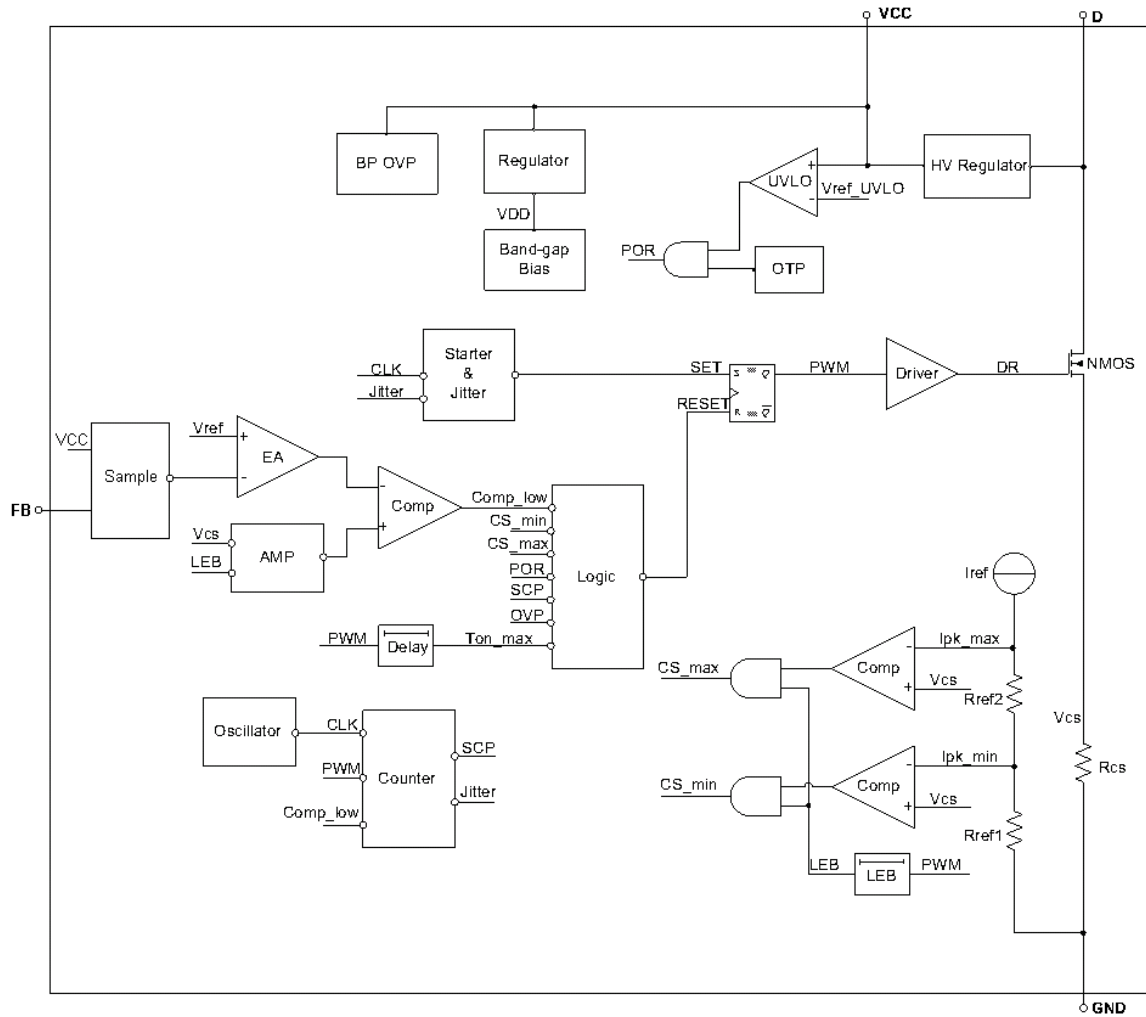 VCC
D
BP OVP
Regulator
HV Regulator
+
UVLO
Vref_UVLO
-
VDD
Band-gap
Bias
POR
OTP
Starter
&
Jitter
CLK
Jitter
SET
RESET
S
Q
R
Q
PWM
Driver
DR
NMOS
VCC
Sample
FB
Vref
+
-
EA
Vcs
LEB
AMP
-
+
Comp
Comp_low
CS_min
CS_max
POR
SCP
OVP
Ton_max
Logic
PWM
Delay
Iref
Ipk_max
-
Comp
+
Vcs
CS_max
Rref2
Vcs
Rcs
Oscillator
CLK
PWM
Comp_low
Counter
SCP
Jitter
Ipk_min
-
Comp
+
Vcs
CS_min
Rref1
LEB
LEB
PWM
GND